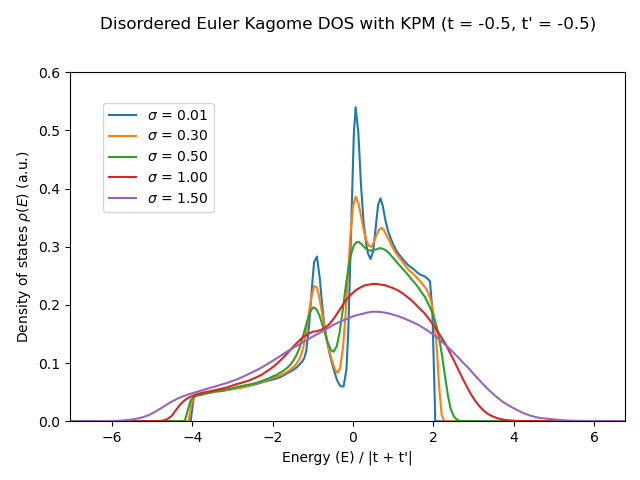 Disordered Euler Kagome DOS with KPM (t = -0.5, t' = -0.5)
Density of states ρ(E) (a.u.)
0.6
0.5
0.4
0.3
0.2
0.1
0.0
σ = 0.01
σ = 0.30
σ = 0.50
σ = 1.00
σ = 1.50
−6 −4 −2 0 2 4 6
Energy (E) / |t + t'|